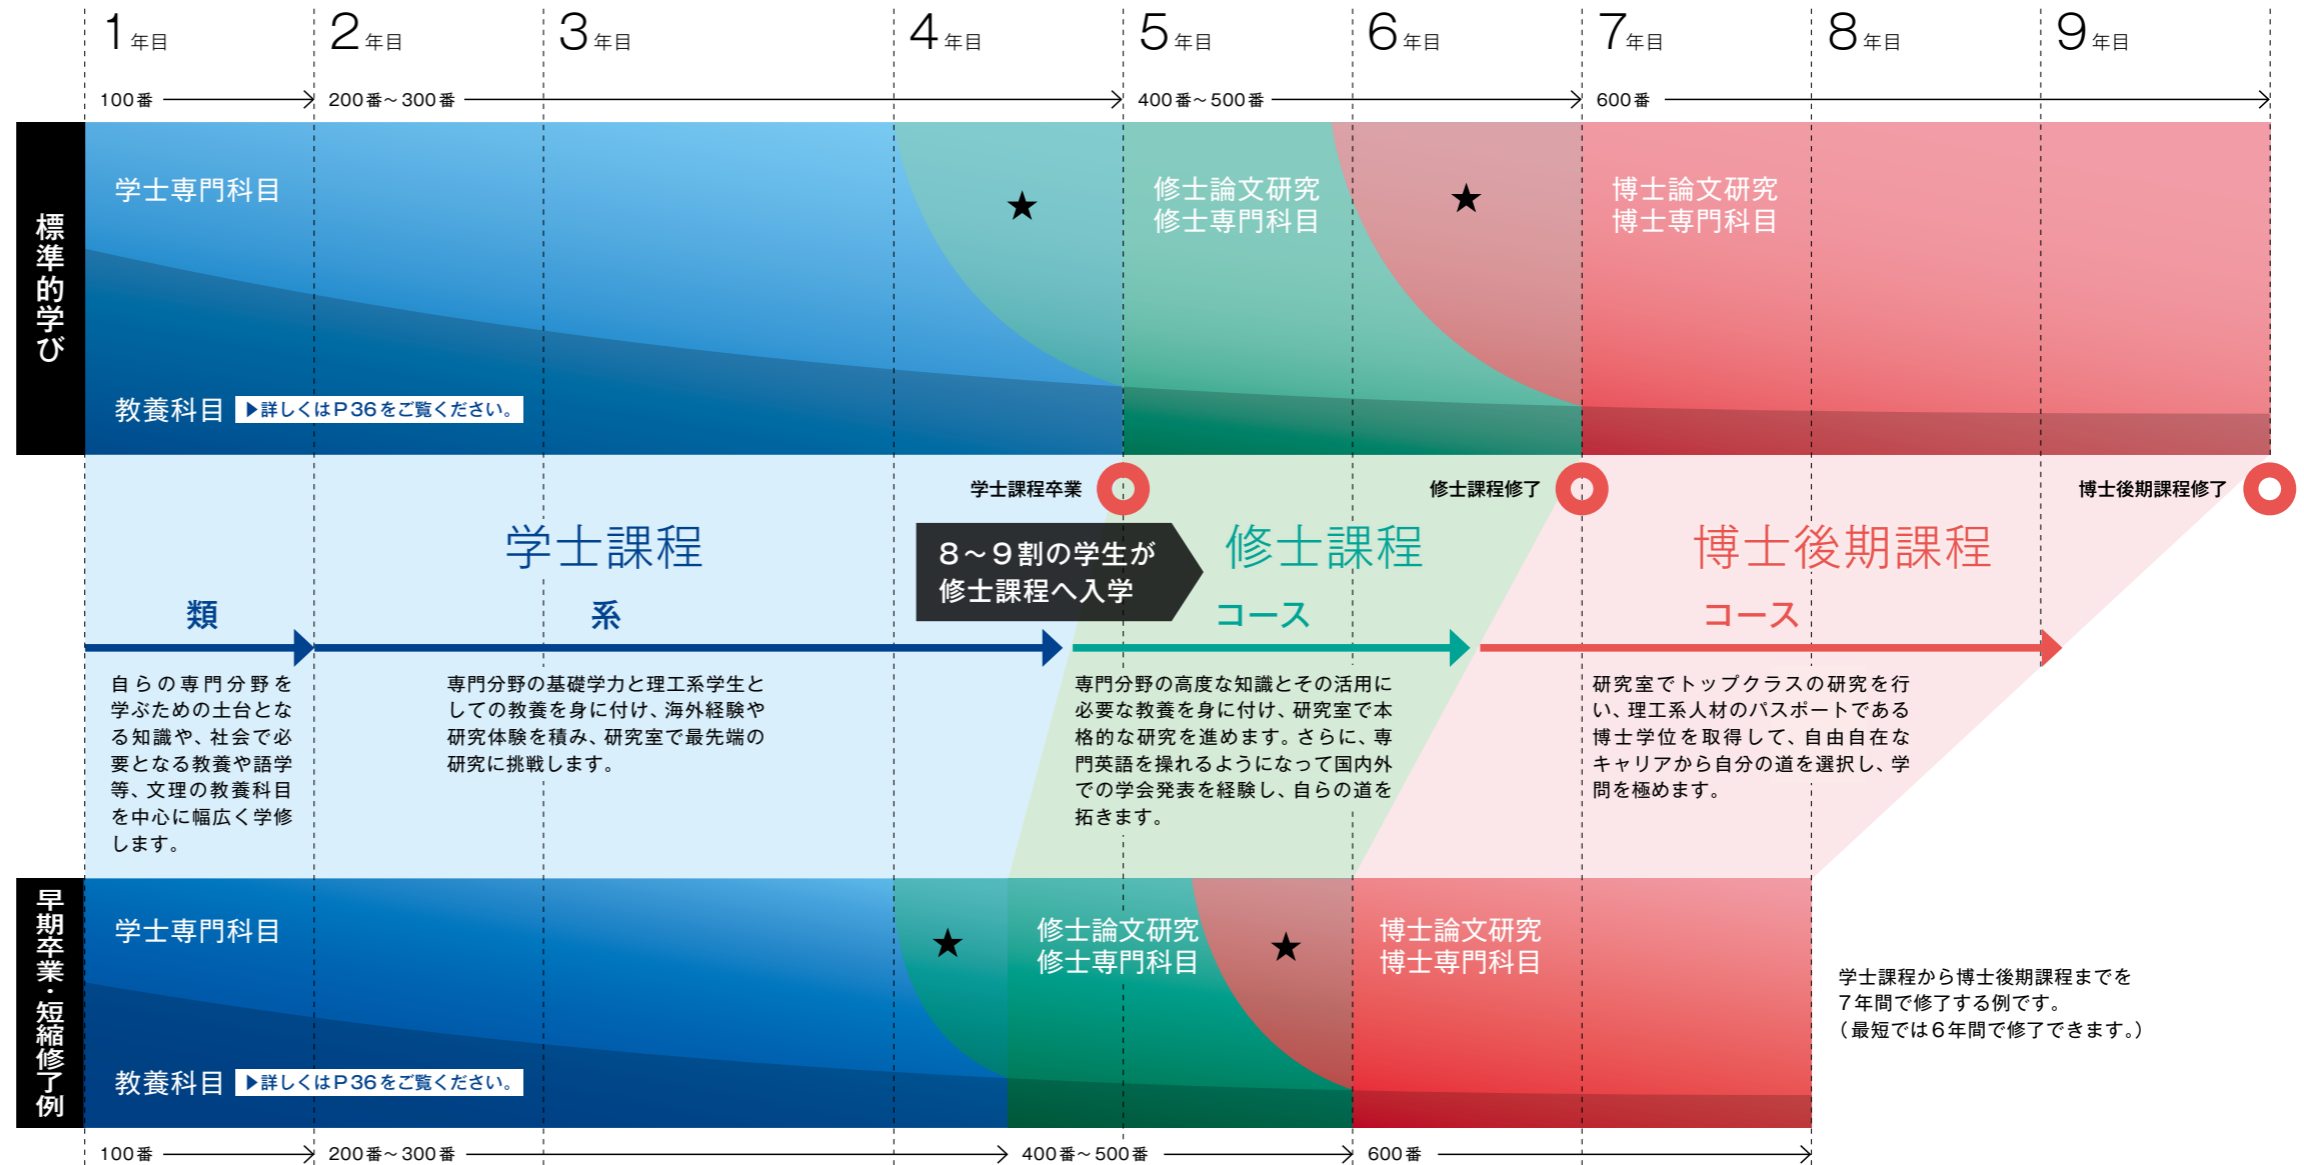 1年目
2年目
3年目
4年目
5年目
6年目
7年目
8年目
9年目
100番
200番～300番
400番～500番
600番
標準的学び
学士専門科目
★
修士論文研究
修士専門科目
★
博士論文研究
博士専門科目
教養科目
▶詳しくはP36をご覧ください。
学士課程卒業
修士課程修了
博士後期課程修了
学士課程
8～9割の学生が
修士課程へ入学
修士課程
博士後期課程
類
系
コース
コース
自らの専門分野を
学ぶための土台とな
る知識や、社会で必
要となる教養や語学
等、文理の教養科目
を中心に幅広く学修
します。
専門分野の基礎学力と理工系学生と
しての教養を身に付け、海外経験や
研究体験を積み、研究室で最先端の
研究に挑戦します。
専門分野の高度な知識とその活用に
必要な教養を身に付け、研究室で本
格的な研究を進めます。さらに、専
門英語を操れるようになって国内外
での学会発表を経験し、自らの道を
拓きます。
研究室でトップクラスの研究を行
い、理工系人材のパスポートである
博士学位を取得して、自由自在な
キャリアから自分の道を選択し、学
問を極めます。
早期卒業・短縮修了例
学士専門科目
★
修士論文研究
修士専門科目
★
博士論文研究
博士専門科目
教養科目
▶詳しくはP36をご覧ください。
学士課程から博士後期課程までを
7年間で修了する例です。
（最短では6年間で修了できます。）
100番
200番～300番
400番～500番
600番